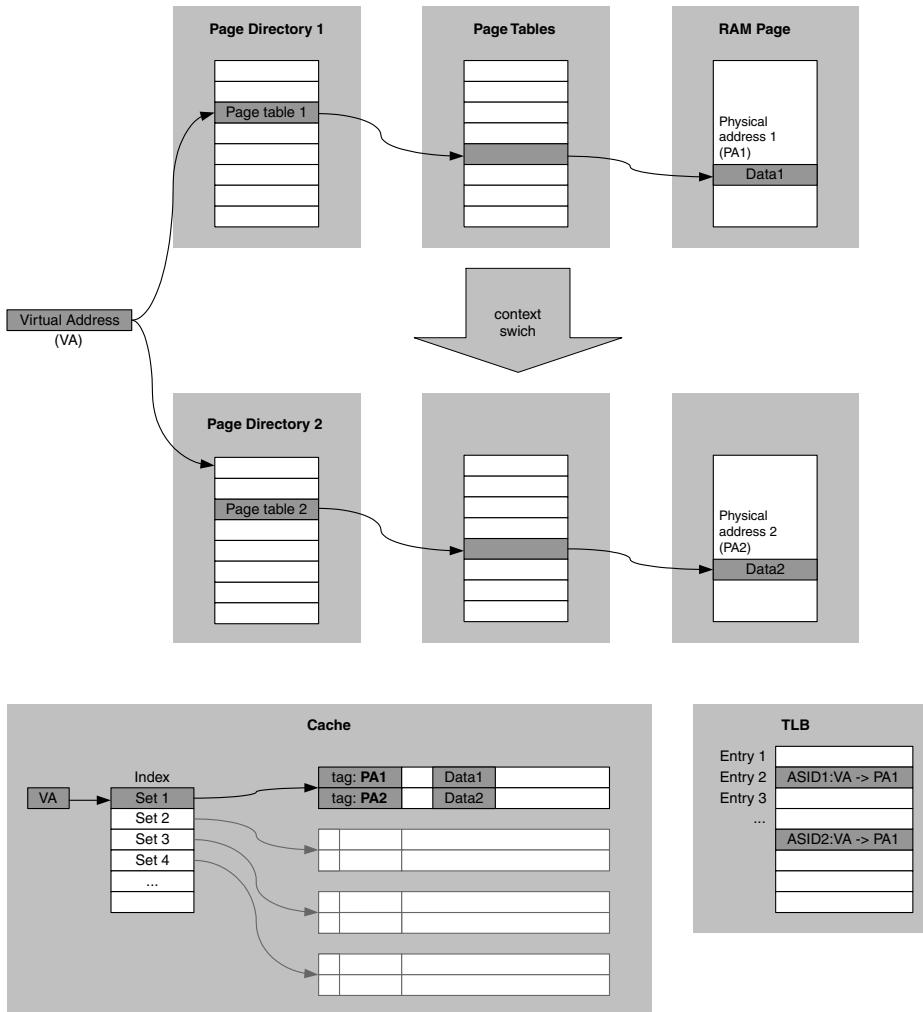 Page Directory 1
Page Tables
RAM Page
Page table 1
Physical
address 1
(PA1)
Data1
Virtual Address
(VA)
context
swich
Page Directory 2
Page table 2
Physical
address 2
(PA2)
Data2
Cache
Index
VA
Set 1
Set 2
Set 3
Set 4
...
tag: PA1
Data1
tag: PA2
Data2
TLB
Entry 1
Entry 2
ASID1:VA -> PA1
Entry 3
...
ASID2:VA -> PA1